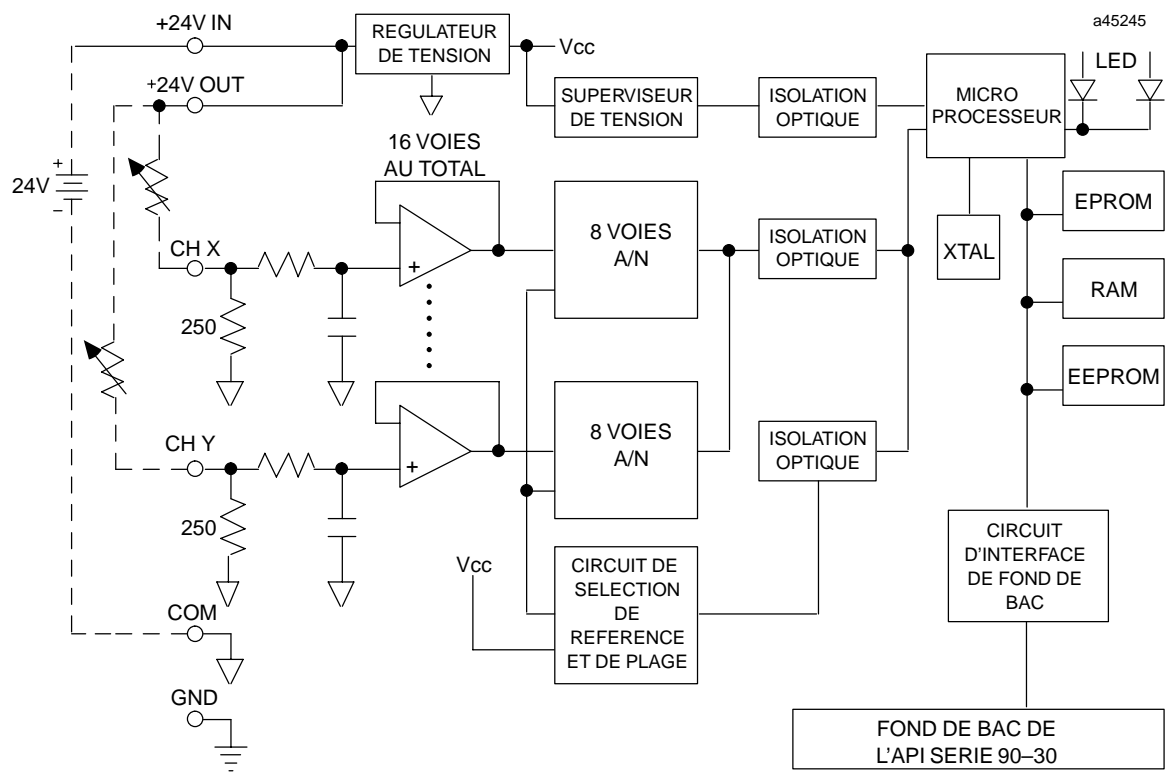 a45245
+24V IN
REGULATEUR
DE TENSION
Vcc
LED
+24V OUT
SUPERVISEUR
DE TENSION
ISOLATION
OPTIQUE
MICRO
PROCESSEUR
16 VOIES
AU TOTAL
+
24V
−
EPROM
CH X
+
8 VOIES
A/N
ISOLATION
OPTIQUE
XTAL
RAM
250
EEPROM
CH Y
+
8 VOIES
A/N
ISOLATION
OPTIQUE
250
Vcc
CIRCUIT DE
SELECTION
DE
REFERENCE
ET DE PLAGE
CIRCUIT
D'INTERFACE
DE FOND DE
BAC
COM
GND
FOND DE BAC DE
L'API SERIE 90–30